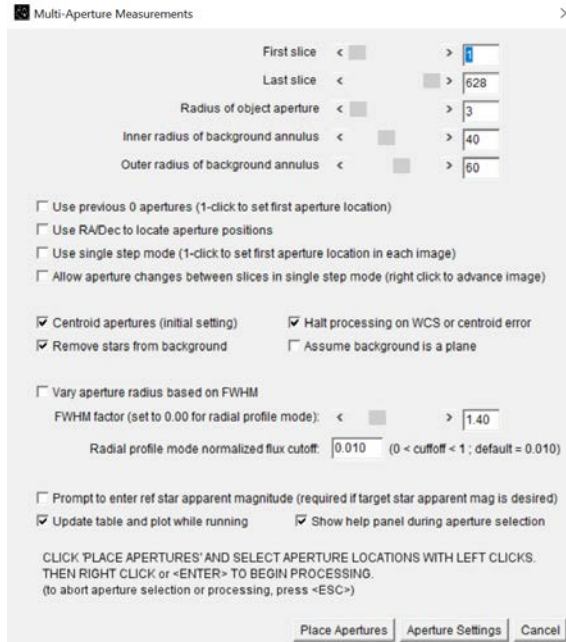 Multi-Aperture Measurements
First slice < > 1
Last slice < > 628
Radius of object aperture < > 3
Inner radius of background annulus < > 40
Outer radius of background annulus < > 60
Use previous 0 apertures (1-click to set first aperture location)
Use RA/Dec to locate aperture positions
Use single step mode (1-click to set first aperture location in each image)
Allow aperture changes between slices in single step mode (right click to advance image)
Centroid apertures (initial setting) Halt processing on WCS or centroid error
Remove stars from background Assume background is a plane
Vary aperture radius based on FWHM
FWHM factor (set to 0.00 for radial profile mode): < > 1.40
Radial profile mode normalized flux cutoff: 0.010 (0 < cuffoff < 1 ; default = 0.010)
Prompt to enter ref star apparent magnitude (required if target star apparent mag is desired)
Update table and plot while running Show help panel during aperture selection
CLICK 'PLACE APERTURES' AND SELECT APERTURE LOCATIONS WITH LEFT CLICKS.
THEN RIGHT CLICK or <ENTER> TO BEGIN PROCESSING.
(to abort aperture selection or processing, press <ESC>)
Place Apertures Aperture Settings Cancel